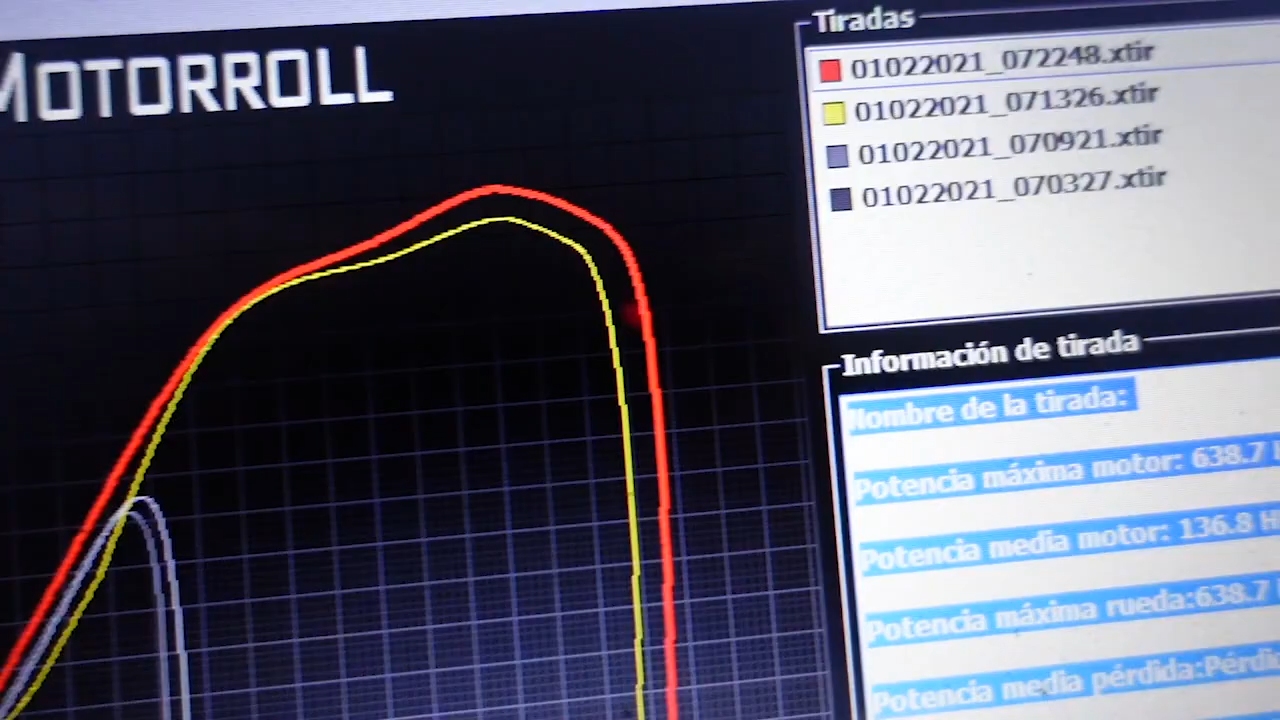 MOTORROLL
Tiradas
01022021_072248.xtir
01022021_071326.xtir
01022021_070921.xtir
01022021_070327.xtir
Información de tirada
Nombre de la tirada:
Potencia máxima motor: 638.7
Potencia media motor: 136.8 H
Potencia máxima rueda:638.7
Potencia media pérdida:Pérdi